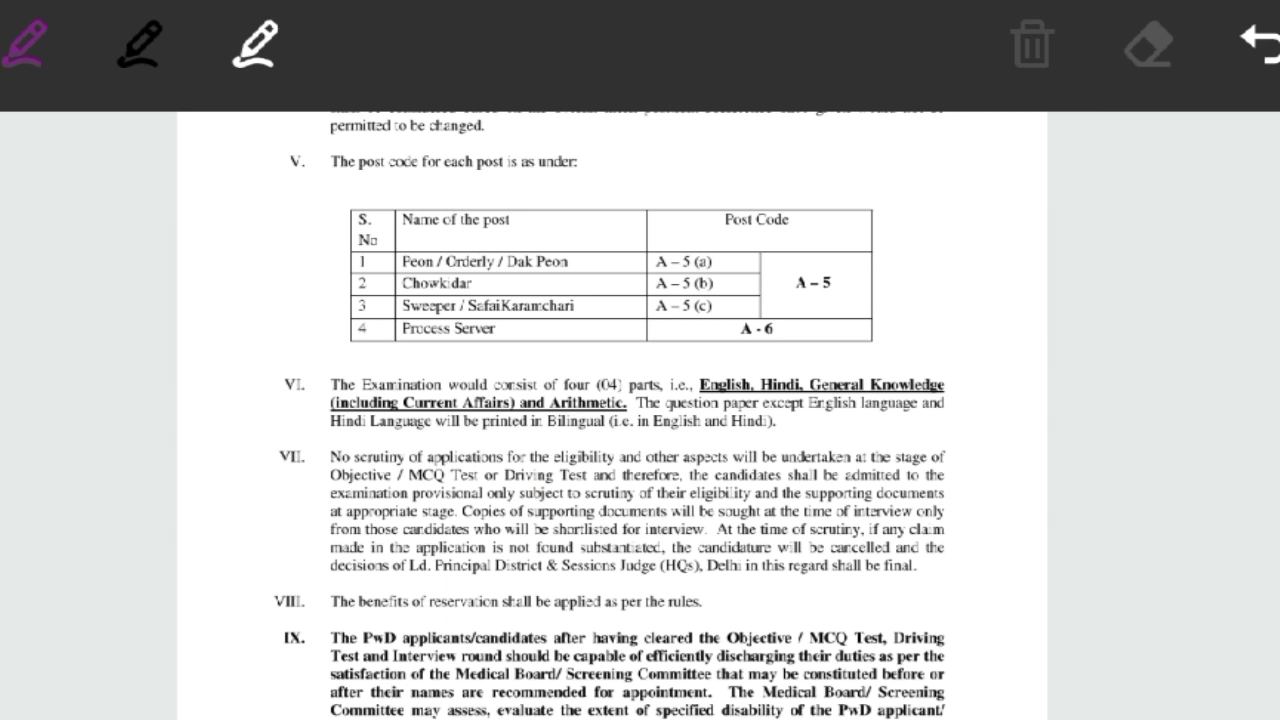 permitted to be changed.
V. The post code for each post is as under:
S. No Name of the post Post Code
1 Peon / Orderly / Dak Peon A – 5 (a) A – 5
2 Chowkidar A – 5 (b)
3 Sweeper / SafaiKaramchari A – 5 (c)
4 Process Server A - 6
VI. The Examination would consist of four (04) parts, i.e., English, Hindi, General Knowledge
(including Current Affairs) and Arithmetic. The question paper except English language and
Hindi Language will be printed in Bilingual (i.e. in English and Hindi).
VII. No scrutiny of applications for the eligibility and other aspects will be undertaken at the stage of
Objective / MCQ Test or Driving Test and therefore, the candidates shall be admitted to the
examination provisional only subject to scrutiny of their eligibility and the supporting documents
at appropriate stage. Copies of supporting documents will be sought at the time of interview only
from those candidates who will be shortlisted for interview. At the time of scrutiny, if any claim
made in the application is not found substantiated, the candidature will be cancelled and the
decisions of Ld. Principal District & Sessions Judge (HQs), Delhi in this regard shall be final.
VIII. The benefits of reservation shall be applied as per the rules.
IX. The PwD applicants/candidates after having cleared the Objective / MCQ Test, Driving
Test and Interview round should be capable of efficiently discharging their duties as per the
satisfaction of the Medical Board/ Screening Committee that may be constituted before or
after their names are recommended for appointment. The Medical Board/ Screening
Committee may assess, evaluate the extent of specified disability of the PwD applicant/